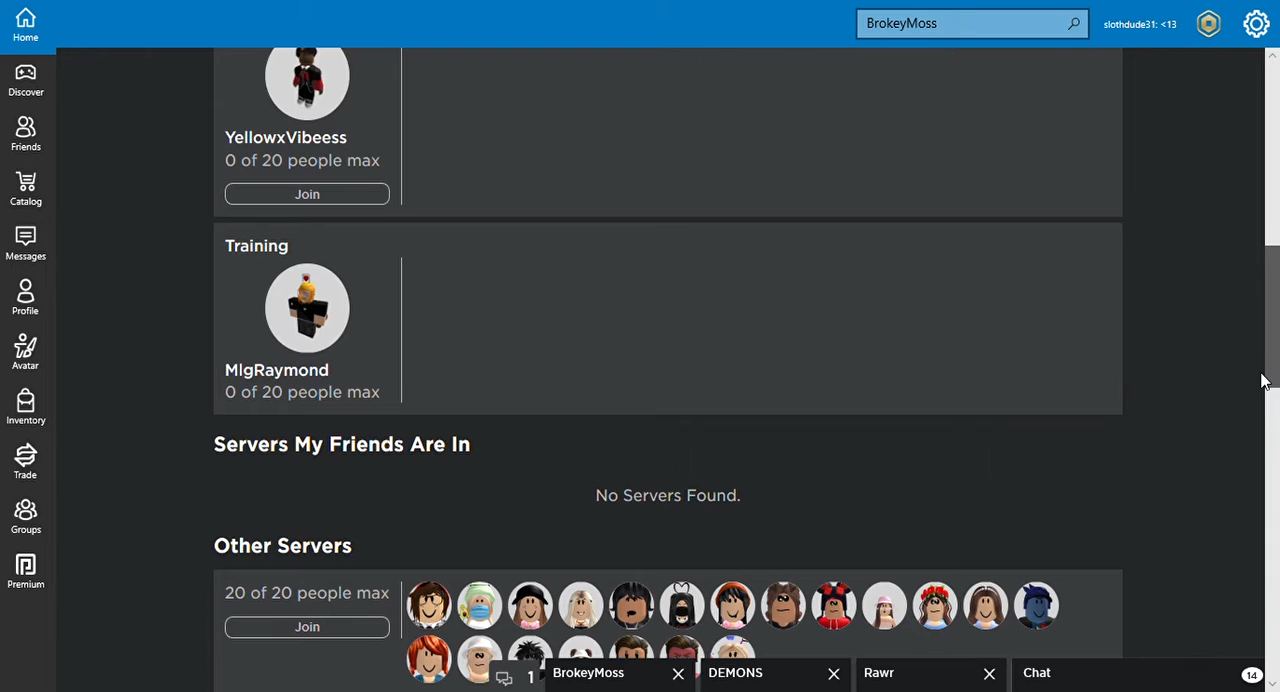 Home
BrokeyMoss
slothdude31: <13
Discover
Friends
Catalog
Messages
Profile
Avatar
Inventory
Trade
Groups
Premium
YellowxVibeess
0 of 20 people max
Join
Training
MlgRaymond
0 of 20 people max
Servers My Friends Are In
No Servers Found.
Other Servers
20 of 20 people max
Join
1
BrokeyMoss
DEMONS
Rawr
Chat
14